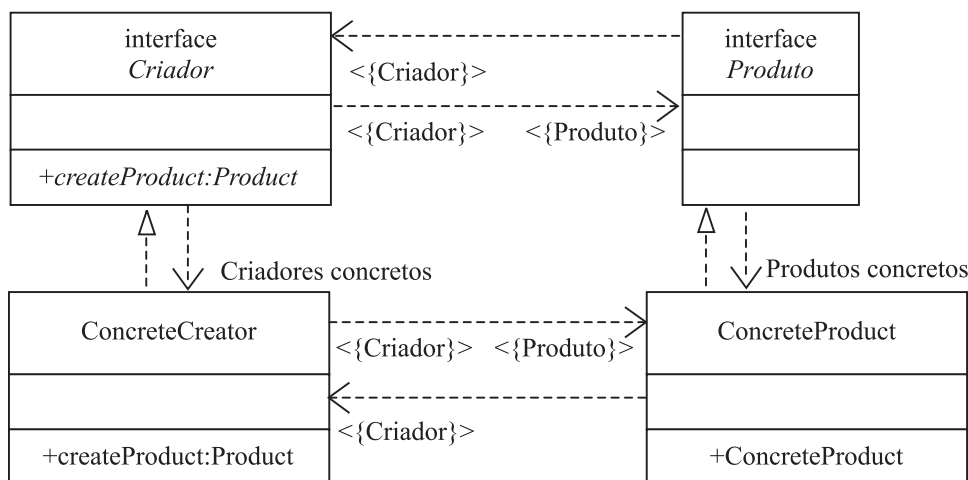 interface
Criador
interface
Produto
<{Criador}>
<{Criador}>
<{Produto}>
+createProduct:Product
Criadores concretos
Produtos concretos
ConcreteCreator
ConcreteProduct
<{Criador}>
<{Produto}>
<{Criador}>
+createProduct:Product
+ConcreteProduct